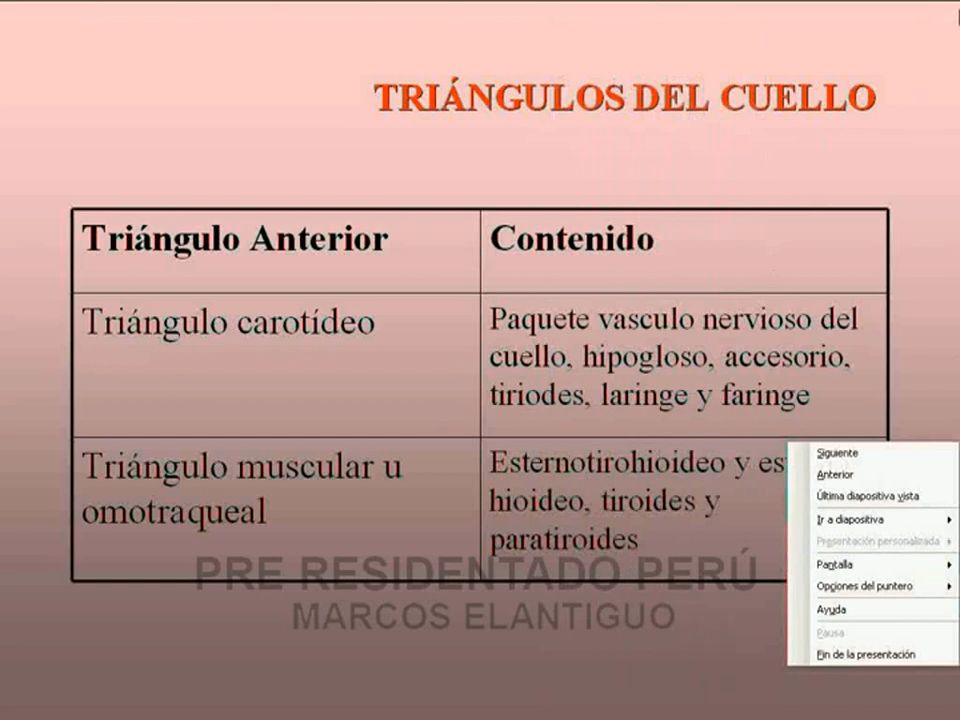 TRIÁNGULOS DEL CUELLO
Triángulo Anterior
Contenido
Triángulo carotídeo
Paquete vasculo nervioso del
cuello, hipogloso, accesorio,
tiriodes, laringe y faringe
Triángulo muscular u
omotraqueal
Esternotirohioideo y es
hioideo, tiroides y
paratiroides
Siguiente
Anterior
Última diapositiva vista
Ir a diapositiva
Presentación personalizada
Pantalla
Opciones del puntero
Ayuda
Pausa
Fin de la presentación
PRE RESIDENTADO PERÚ
MARCOS ELANTIGUO